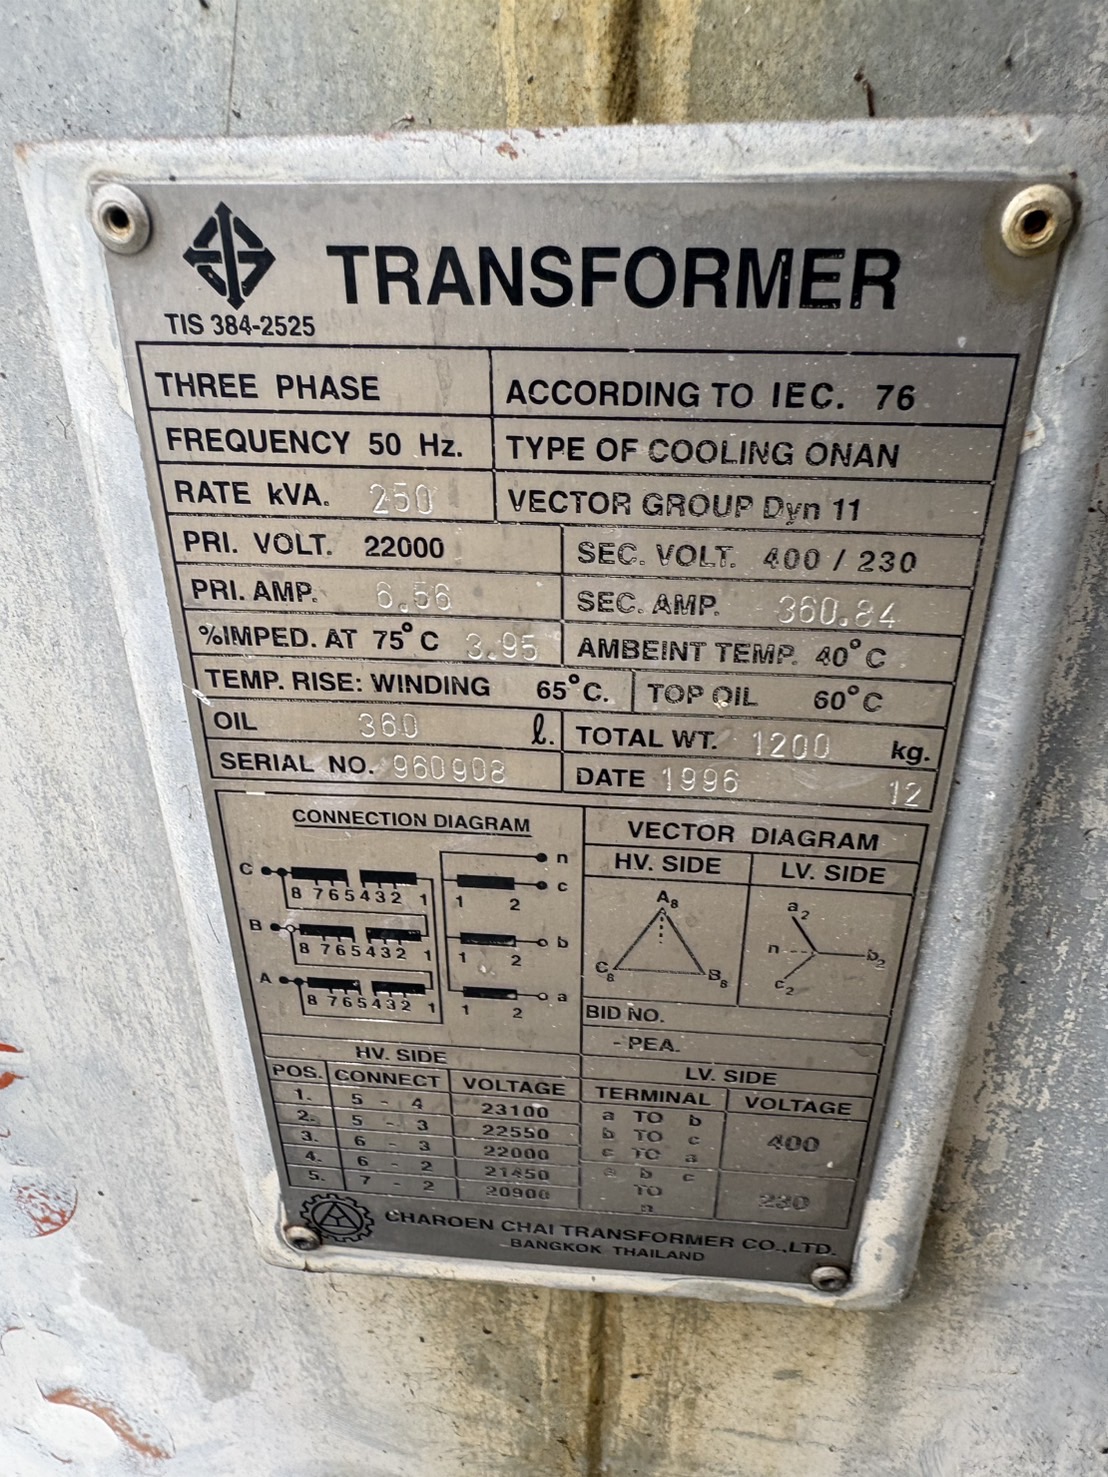 TRANSFORMER
TIS 384-2525
THREE PHASE
ACCORDING TO IEC. 76
FREQUENCY 50 Hz.
TYPE OF COOLING ONAN
RATE kVA. 250
VECTOR GROUP Dyn 11
PRI. VOLT. 22000
SEC. VOLT. 400 / 230
PRI. AMP. 6.56
SEC. AMP. 360.84
%IMPED. AT 75°C 3.95
AMBEINT TEMP. 40°C
TEMP. RISE: WINDING 65°C.
TOP OIL 60°C
OIL 360 ℓ.
TOTAL WT. 1200 kg.
SERIAL NO. 960908
DATE 1996 12
CONNECTION DIAGRAM
C
8 7 6 5 4 3 2 1
B
8 7 6 5 4 3 2 1
A
8 7 6 5 4 3 2 1
n
c
1 2
b
1 2
a
1 2
VECTOR DIAGRAM
HV. SIDE
LV. SIDE
A8
C8
B8
a2
n
b2
c2
BID NO.
- PEA.
HV. SIDE
POS. CONNECT VOLTAGE
1. 5 - 4 23100
2. 5 - 3 22550
3. 6 - 3 22000
4. 6 - 2 21450
5. 7 - 2 20900
LV. SIDE
TERMINAL VOLTAGE
a TO b
b TO c
c TO a
400
a b c
TO
n
230
CHAROEN CHAI TRANSFORMER CO.,LTD.
BANGKOK THAILAND